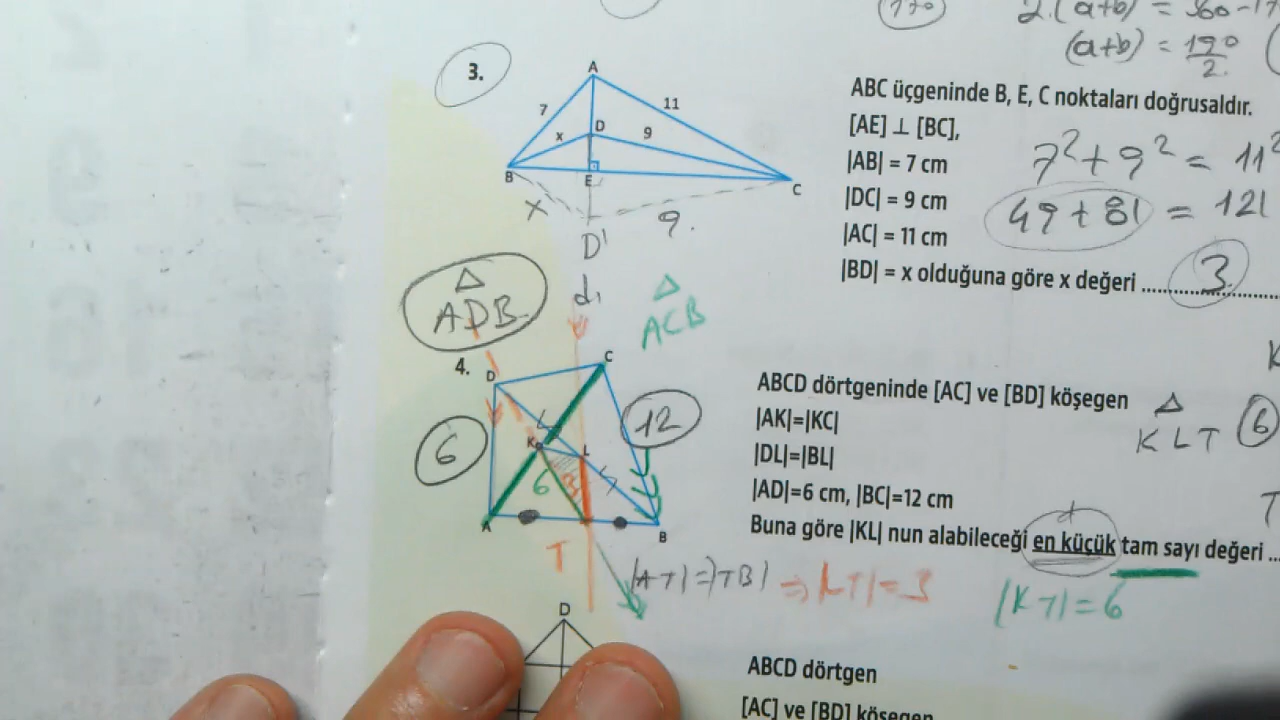 170
2.(a+b) = 360-17
(a+b) = 190/2
3.
A
7
11
x
D
9
B
E
C
x
9.
D'
ABC üçgeninde B, E, C noktaları doğrusaldır.
[AE] ⊥ [BC],
|AB| = 7 cm
|DC| = 9 cm
|AC| = 11 cm
|BD| = x olduğuna göre x değeri
7²+9² = 11²
49+81 = 121
3
△
ADB
d₁
△
ACB
4.
D
C
6
12
K
L
6
3
A
B
T
ABCD dörtgeninde [AC] ve [BD] köşegen
|AK|=|KC|
|DL|=|BL|
|AD|=6 cm, |BC|=12 cm
Buna göre |KL| nun alabileceği en küçük tam sayı değeri ...
△
KLT
6
|AT|=|TB| ⇒ |LT|=3
|KT|=6
D
ABCD dörtgen
[AC] ve [BD] köşegen